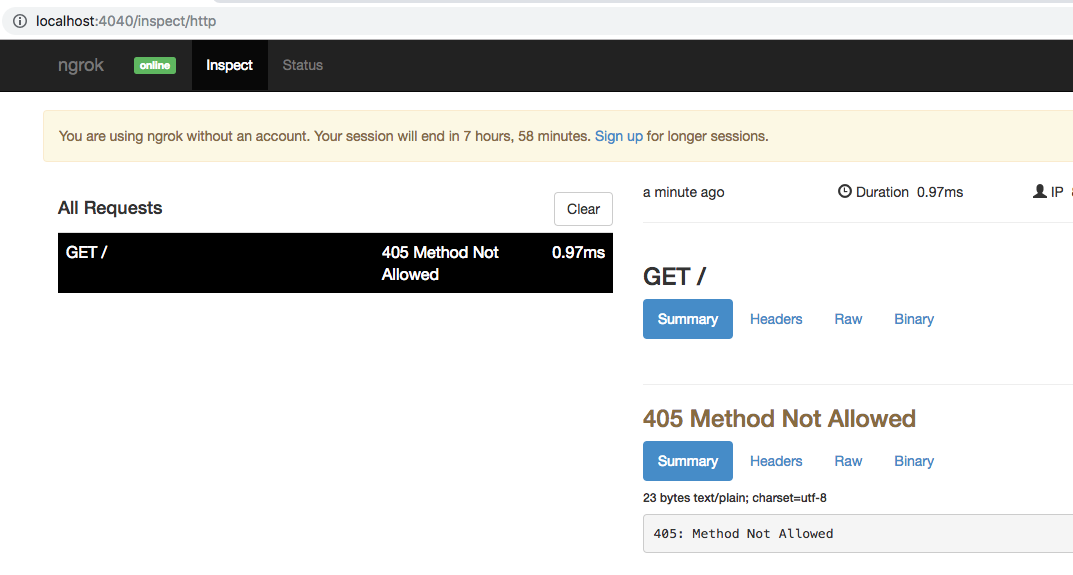 localhost:4040/inspect/http
ngrok online Inspect Status
You are using ngrok without an account. Your session will end in 7 hours, 58 minutes. Sign up for longer sessions.
All Requests
Clear
GET / 405 Method Not 0.97ms
Allowed
a minute ago Duration 0.97ms IP
GET /
Summary Headers Raw Binary
405 Method Not Allowed
Summary Headers Raw Binary
23 bytes text/plain; charset=utf-8
405: Method Not Allowed